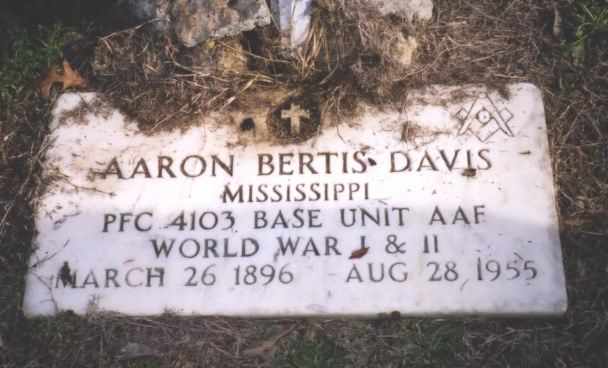 AARON BERTIS DAVIS
MISSISSIPPI
PFC 4103 BASE UNIT AAF
WORLD WAR I & II
MARCH 26 1896 AUG 28 1955